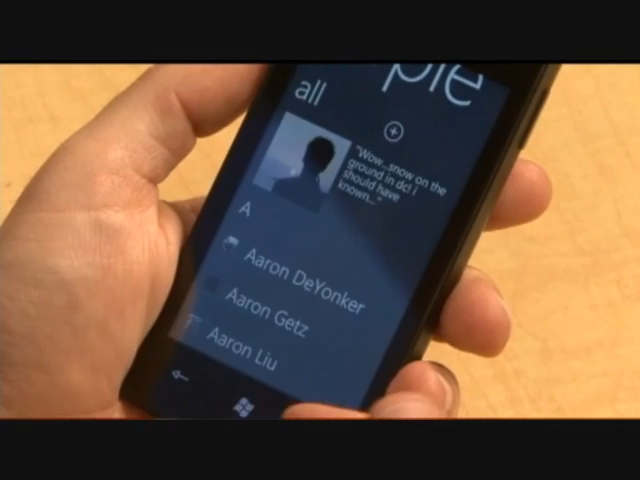 ple
all
"Wow...snow on the
ground in dc! i
should have
known... "
A
Aaron DeYonker
Aaron Getz
Aaron Liu